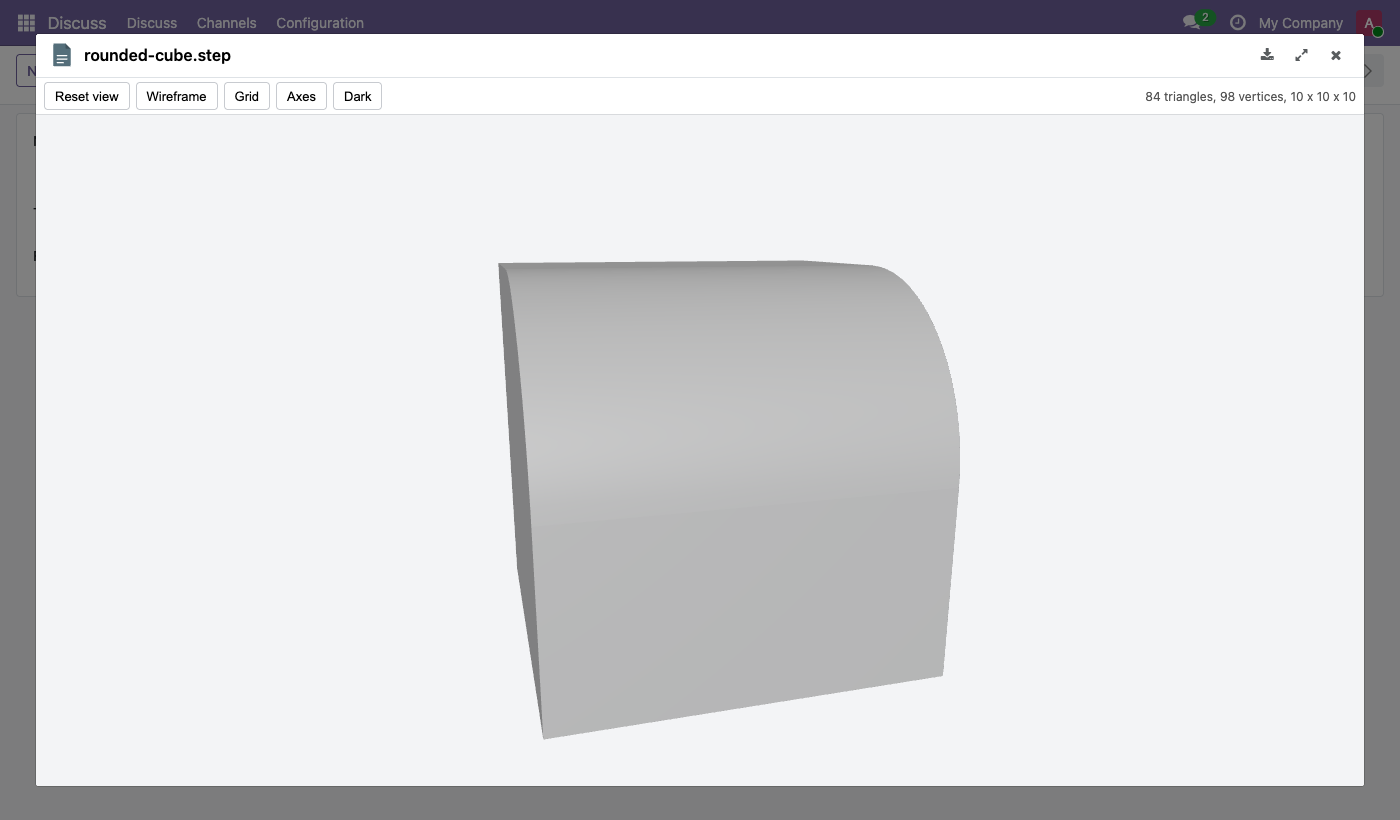 Discuss Discuss Channels Configuration 2 My Company A
rounded-cube.step
Reset view Wireframe Grid Axes Dark 84 triangles, 98 vertices, 10 x 10 x 10